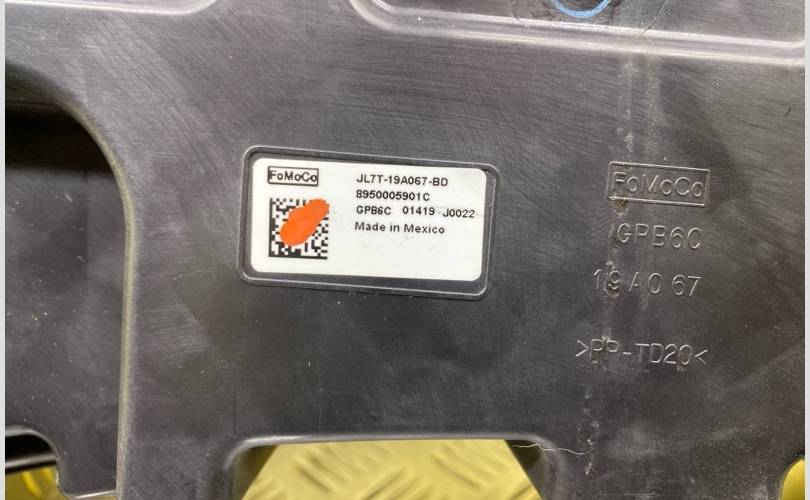 FoMoCo
JL7T-19A067-BD
8950005901C
GPB6C 01419 -J0022
Made in Mexico
FoMoCo
GPB6C
19A067
>PP-TD20<